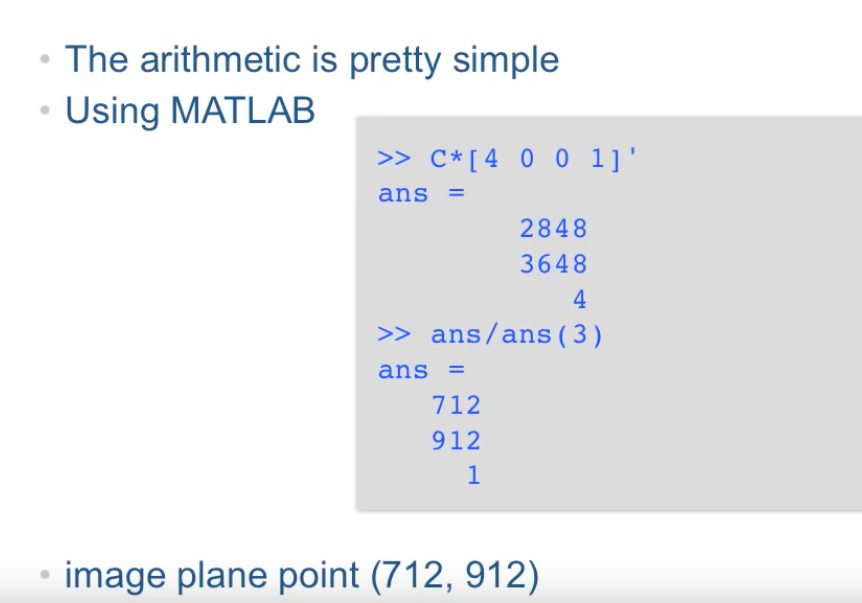 The arithmetic is pretty simple
Using MATLAB
>> C*[4 0 0 1]'
ans =
2848
3648
4
>> ans/ans(3)
ans =
712
912
1
image plane point (712, 912)